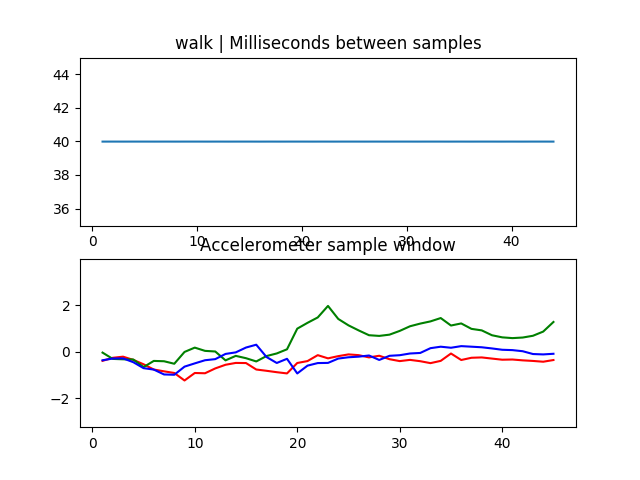 walk | Milliseconds between samples
44
42
40
38
36
0 10 20 30 40
Accelerometer sample window
2
0
−2
0 10 20 30 40